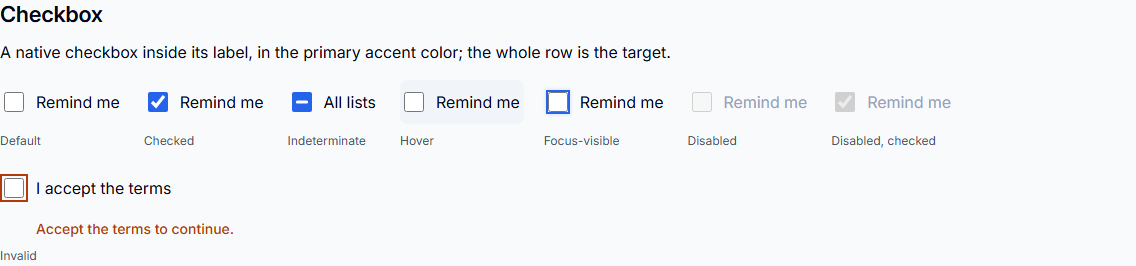 Checkbox
A native checkbox inside its label, in the primary accent color; the whole row is the target.
Remind me Remind me All lists Remind me Remind me Remind me Remind me
Default Checked Indeterminate Hover Focus-visible Disabled Disabled, checked
I accept the terms
Accept the terms to continue.
Invalid